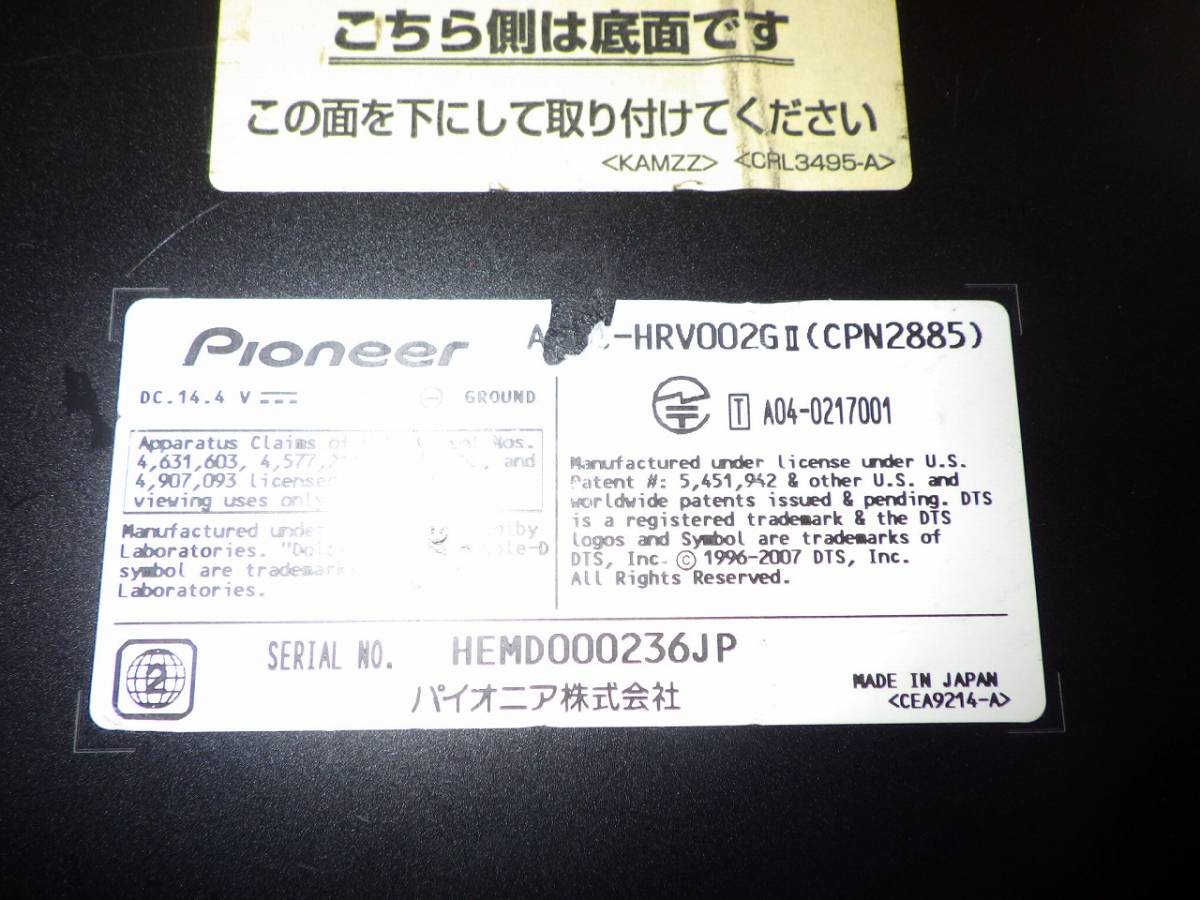 こちら側は底面です
この面を下にして取り付けてください
<KAMZZ> <CRL3495-A>
Pioneer
-HRV002GⅡ(CPN2885)
DC.14.4 V
GROUND
Apparatus Claims of Nos.
4,631,603, and
4,907,093
viewing uses only
Manufactured under
Laboratories.
symbol are
Laboratories.
T A04-0217001
Manufactured under license under U.S.
Patent #: 5,451,942 & other U.S. and
worldwide patents issued & pending. DTS
is a registered trademark & the DTS
logos and Symbol are trademarks of
DTS, Inc. © 1996-2007 DTS, Inc.
All Rights Reserved.
2
SERIAL NO. HEMD000236JP
パイオニア株式会社
MADE IN JAPAN
<CEA9214-A>